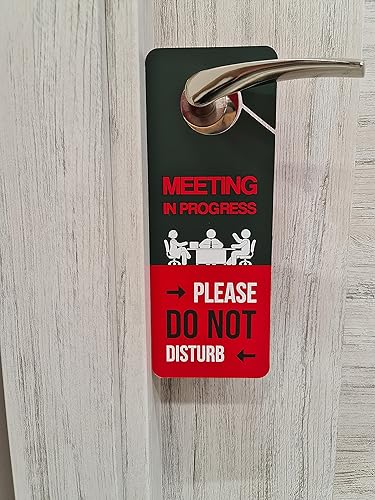 MEETING
IN PROGRESS
→ PLEASE
DO NOT
DISTURB ←